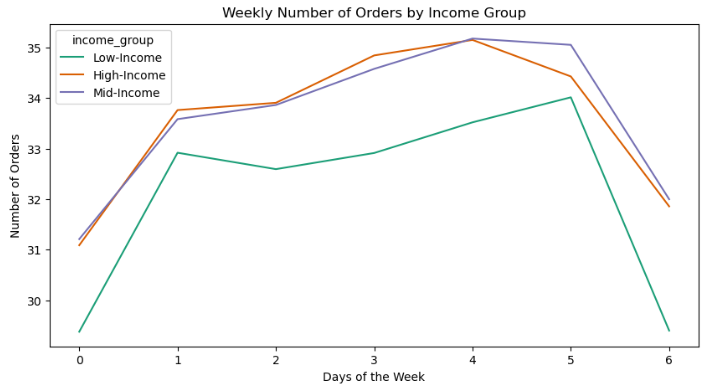 Weekly Number of Orders by Income Group
income_group
Low-Income
High-Income
Mid-Income
Number of Orders
35
34
33
32
31
30
0 1 2 3 4 5 6
Days of the Week